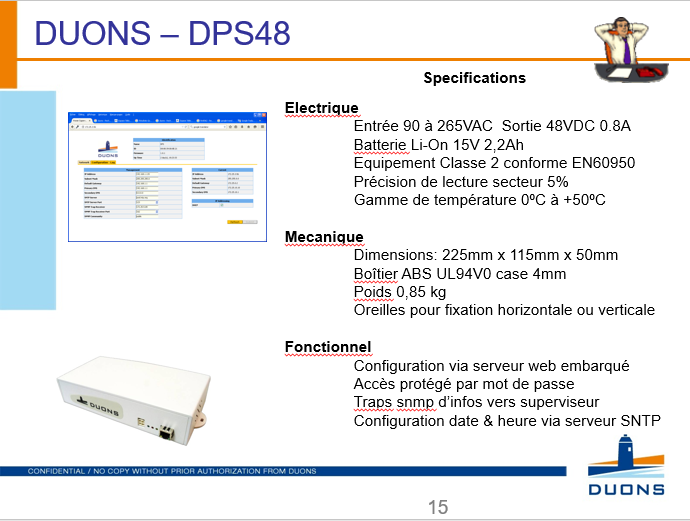 DUONS – DPS48
Specifications
Electrique
Entrée 90 à 265VAC  Sortie 48VDC 0.8A
Batterie Li-On 15V 2,2Ah
Equipement Classe 2 conforme EN60950
Précision de lecture secteur 5%
Gamme de température 0ºC à +50ºC
Mecanique
Dimensions: 225mm x 115mm x 50mm
Boîtier ABS UL94V0 case 4mm
Poids 0,85 kg
Oreilles pour fixation horizontale ou verticale
Fonctionnel
Configuration via serveur web embarqué
Accès protégé par mot de passe
Traps snmp d’infos vers superviseur
Configuration date & heure via serveur SNTP
DUONS
DUONS
CONFIDENTIAL / NO COPY WITHOUT PRIOR AUTHORIZATION FROM DUONS
DUONS
15